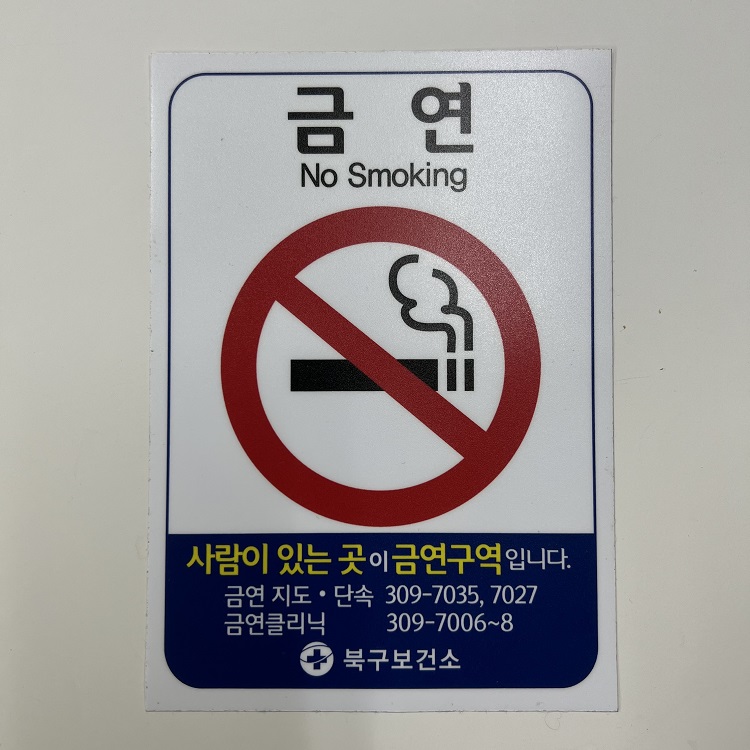 금 연
No Smoking
사람이 있는 곳이 금연구역입니다.
금연 지도・단속 309-7035, 7027
금연클리닉 309-7006~8
북구보건소